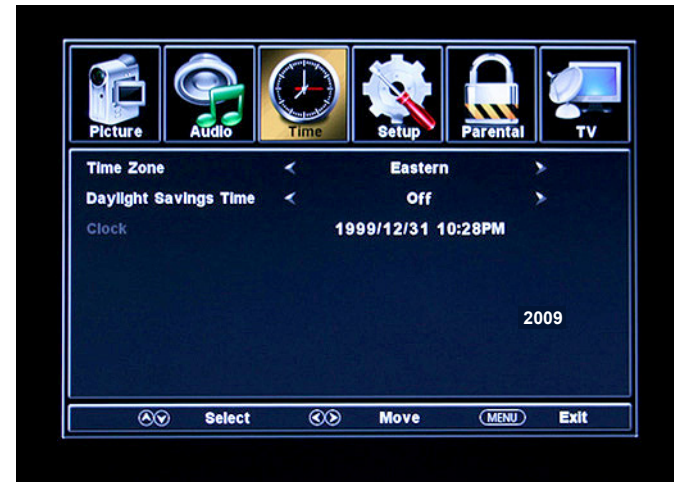 Picture Audio Time Setup Parental TV
Time Zone Eastern
Daylight Savings Time Off
Clock 1999/12/31 10:28PM
2009
Select Move MENU Exit